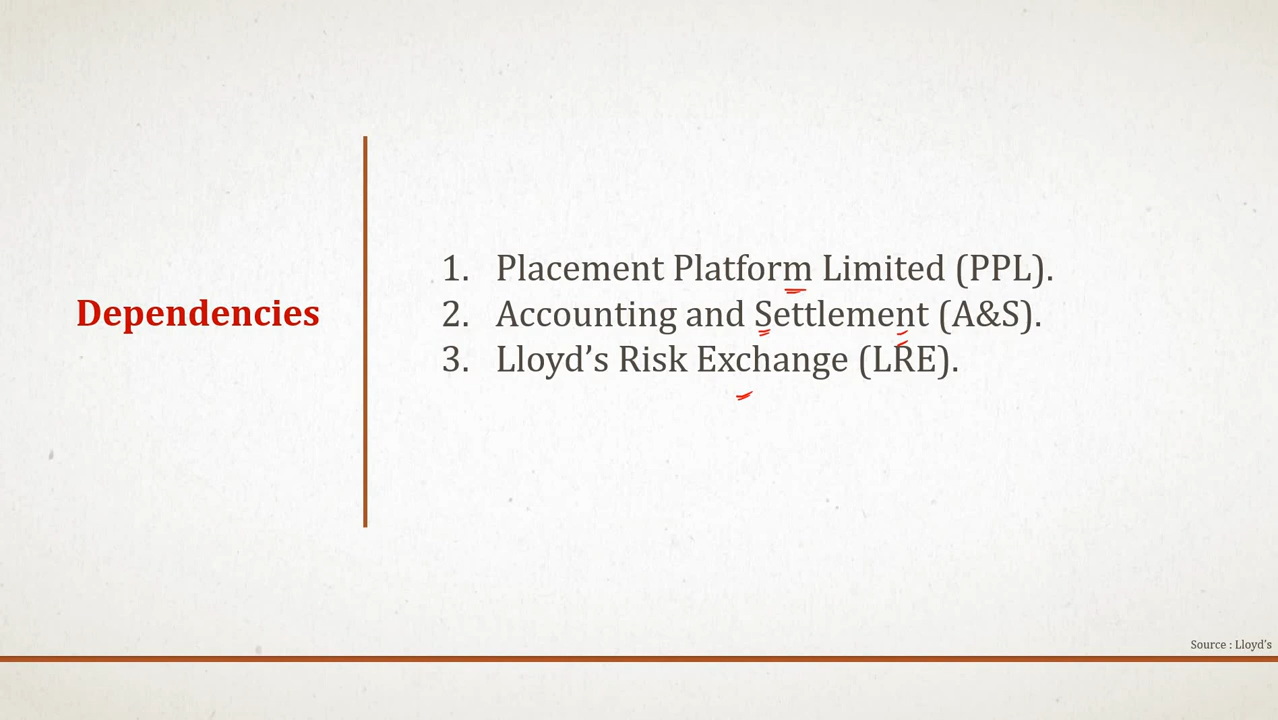 Dependencies
1. Placement Platform Limited (PPL).
2. Accounting and Settlement (A&S).
3. Lloyd’s Risk Exchange (LRE).
Source : Lloyd’s